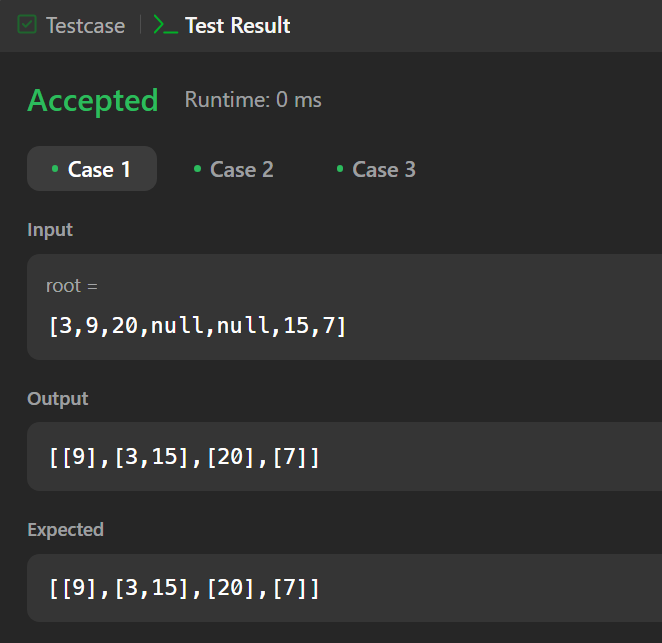 Testcase Test Result
Accepted Runtime: 0 ms
Case 1 Case 2 Case 3
Input
root =
[3,9,20,null,null,15,7]
Output
[[9],[3,15],[20],[7]]
Expected
[[9],[3,15],[20],[7]]